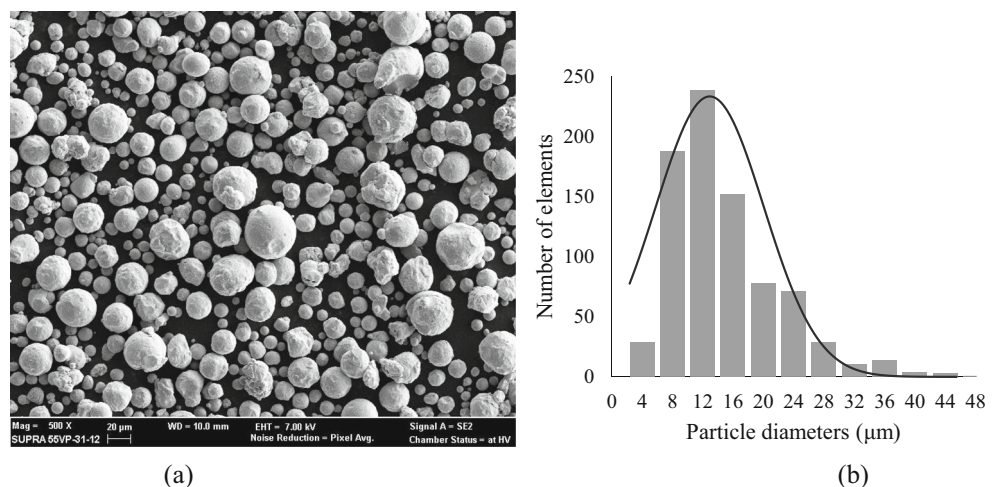 Mag = 500 X
20 µm
WD = 10.0 mm
EHT = 7.00 kV
Signal A = SE2
SUPRA 55VP-31-12
Noise Reduction = Pixel Avg.
Chamber Status = at HV
(a)
250
200
150
100
50
0
Number of elements
0 4 8 12 16 20 24 28 32 36 40 44 48
Particle diameters (µm)
(b)